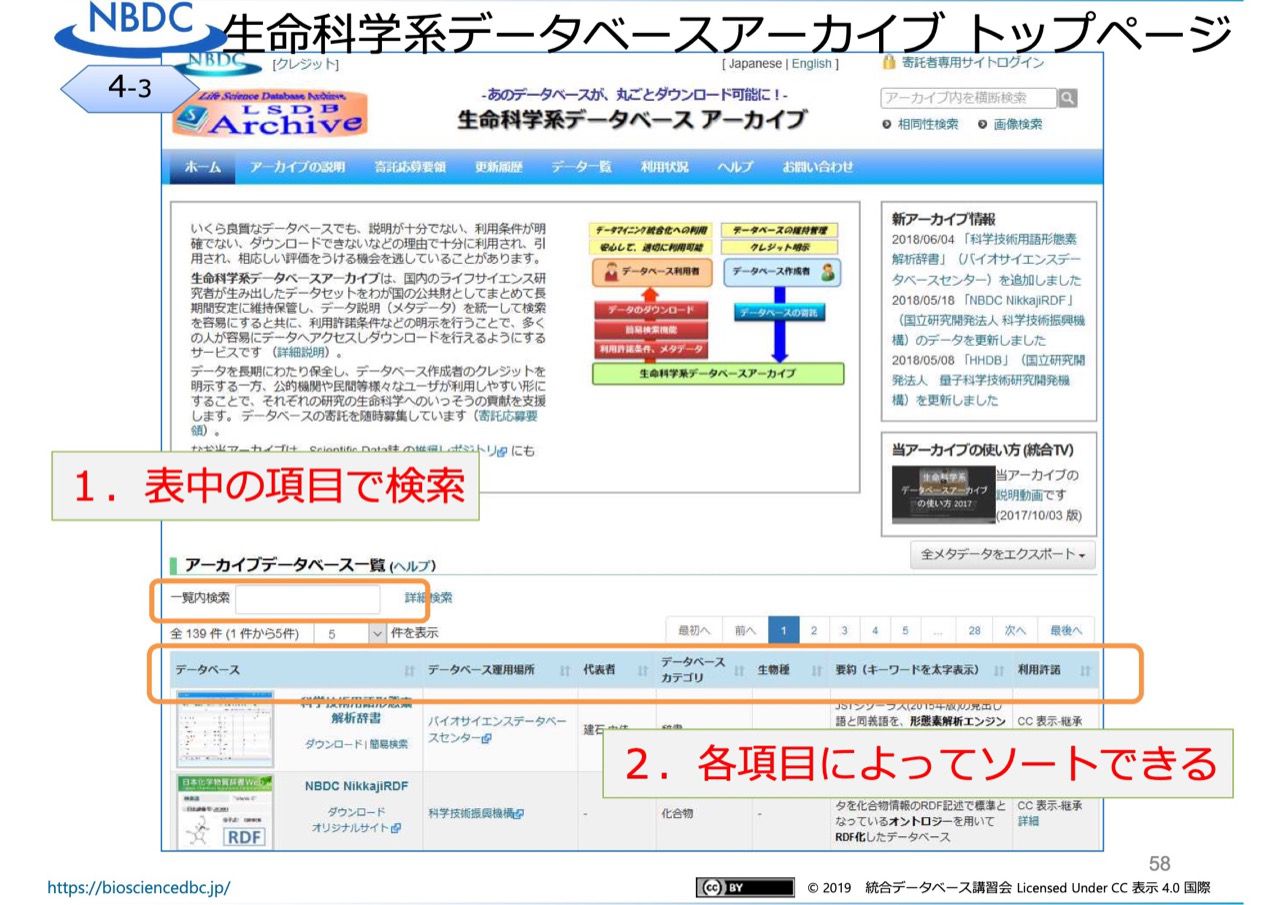 NBDC
生命科学系データベースアーカイブ トップページ
4-3
NBDC
[クレジット]
[ Japanese | English ]
寄託者専用サイトログイン
Life Science Database Archive
LSDB
Archive
-あのデータベースが、丸ごとダウンロード可能に！-
生命科学系データベース アーカイブ
アーカイブ内を横断検索
相同性検索
画像検索
ホーム
アーカイブの説明
寄託応募要領
更新履歴
データ一覧
利用状況
ヘルプ
お問い合わせ
いくら良質なデータベースでも、説明が十分でない、利用条件が明
確でない、ダウンロードできないなどの理由で十分に利用され、引
用され、相応しい評価をうける機会を逃していることがあります。
生命科学系データベースアーカイブは、国内のライフサイエンス研
究者が生み出したデータセットをわが国の公共財としてまとめて長
期間安定に維持保管し、データ説明（メタデータ）を統一して検索
を容易にすると共に、利用許諾条件などの明示を行うことで、多く
の人が容易にデータへアクセスしダウンロードを行えるようにする
サービスです （詳細説明）。
データを長期にわたり保全し、データベース作成者のクレジットを
明示する一方、公的機関や民間等様々なユーザが利用しやすい形に
することで、それぞれの研究の生命科学へのいっそうの貢献を支援
します。 データベースの寄託を随時募集しています（寄託応募要
領）。
なお当アーカイブは、Scientific Data誌 の推奨レポジトリ にも
データマイニング統合化への利用
安心して、適切に利用可能
データベースの維持管理
クレジット明示
データベース利用者
データベース作成者
データのダウンロード
簡易検索機能
利用許諾条件、メタデータ
データベースの寄託
生命科学系データベースアーカイブ
新アーカイブ情報
2018/06/04 「科学技術用語形態素
解析辞書」（バイオサイエンスデー
タベースセンター）を追加しました
2018/05/18 「NBDC NikkajiRDF」
（国立研究開発法人 科学技術振興機
構）のデータを更新しました
2018/05/08 「HHDB」（国立研究開
発法人　量子科学技術研究開発機
構）を更新しました
当アーカイブの使い方 (統合TV)
生命科学系
データベースアーカイブ
の使い方 2017
当アーカイブの
説明動画です
(2017/10/03 版)
１．表中の項目で検索
アーカイブデータベース一覧 (ヘルプ)
全メタデータをエクスポート
一覧内検索
詳細検索
全 139 件 (1 件から5件)
5
件を表示
最初へ 前へ 1 2 3 4 5 ... 28 次へ 最後へ
データベース
データベース運用場所
代表者
データベース
カテゴリ
生物種
要約（キーワードを太字表示）
利用許諾
科学技術用語形態素
解析辞書
ダウンロード | 簡易検索
バイオサイエンスデータベー
スセンター
建石
辞書
JSTシソーラス(2015年版)の見出し
語と同義語を、形態素解析エンジン
CC 表示-継承
２．各項目によってソートできる
日本化学物質辞書Web
RDF
NBDC NikkajiRDF
ダウンロード
オリジナルサイト
科学技術振興機構
-
化合物
-
タを化合物情報のRDF記述で標準と
なっているオントロジーを用いて
RDF化したデータベース
CC 表示-継承
詳細
58
https://biosciencedbc.jp/
(cc) BY
© 2019　統合データベース講習会 Licensed Under CC 表示 4.0 国際